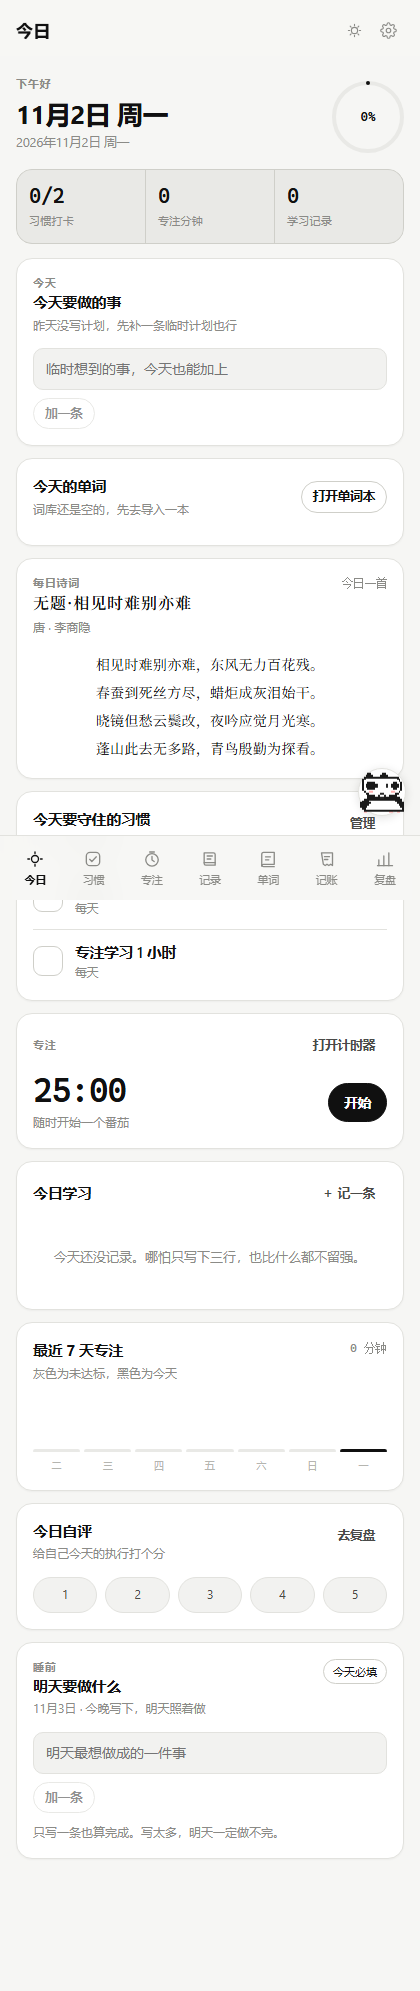 今日
下午好
11月2日 周一
2026年11月2日 周一
0%
0/2
习惯打卡
0
专注分钟
0
学习记录
今天
今天要做的事
昨天没写计划，先补一条临时计划也行
临时想到的事，今天也能加上
加一条
今天的单词
词库还是空的，先去导入一本
打开单词本
每日诗词
今日一首
无题·相见时难别亦难
唐 · 李商隐
相见时难别亦难，东风无力百花残。
春蚕到死丝方尽，蜡炬成灰泪始干。
晓镜但愁云鬓改，夜吟应觉月光寒。
蓬山此去无多路，青鸟殷勤为探看。
今天要守住的习惯
管理
今日
习惯
专注
记录
单词
记账
复盘
每天
专注学习 1 小时
每天
专注
打开计时器
25:00
随时开始一个番茄
开始
今日学习
+ 记一条
今天还没记录。哪怕只写下三行，也比什么都不留强。
最近 7 天专注
0 分钟
灰色为未达标，黑色为今天
二
三
四
五
六
日
一
今日自评
给自己今天的执行打个分
去复盘
1
2
3
4
5
睡前
明天要做什么
今天必填
11月3日 · 今晚写下，明天照着做
明天最想做成的一件事
加一条
只写一条也算完成。写太多，明天一定做不完。